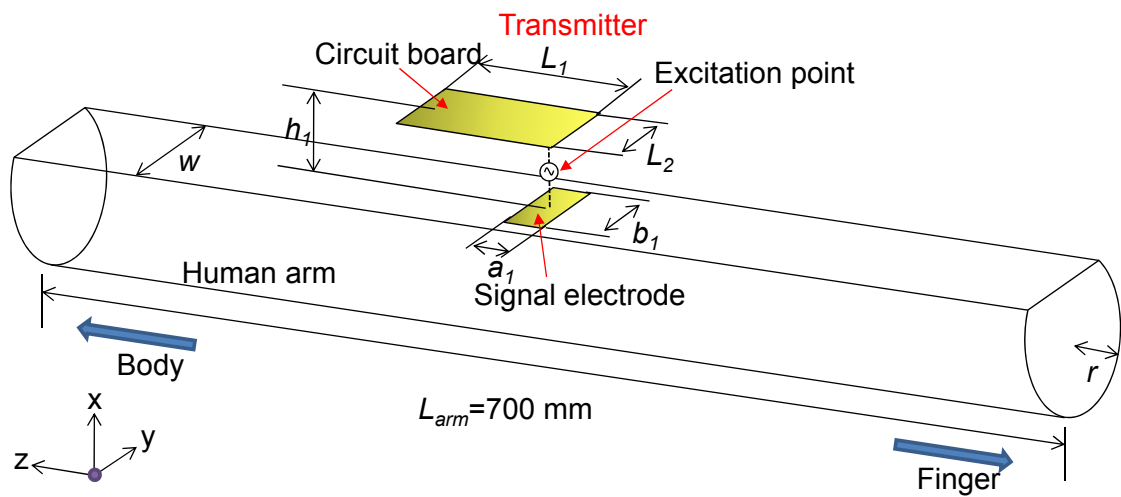 Transmitter
Circuit board
L1
Excitation point
h1
L2
w
b1
a1
Human arm
Signal electrode
Body
r
x
y
z
Larm=700 mm
Finger